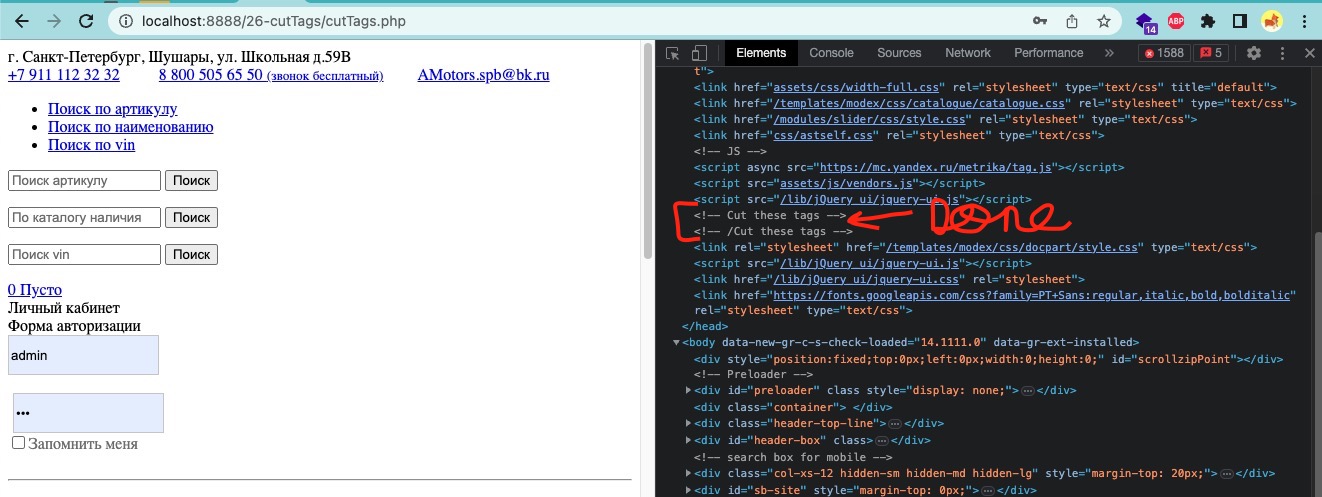 localhost:8888/26-cutTags/cutTags.php
14
ABP
г. Санкт-Петербург, Шушары, ул. Школьная д.59В
+7 911 112 32 32 8 800 505 65 50 (звонок бесплатный) AMotors.spb@bk.ru
Поиск по артикулу
Поиск по наименованию
Поиск по vin
Поиск артикулу Поиск
По каталогу наличия Поиск
Поиск vin Поиск
0 Пусто
Личный кабинет
Форма авторизации
admin
•••
Запомнить меня
Elements Console Sources Network Performance » 1588 5
t">
<link href="assets/css/width-full.css" rel="stylesheet" type="text/css" title="default">
<link href="/templates/modex/css/catalogue/catalogue.css" rel="stylesheet" type="text/css">
<link href="/modules/slider/css/style.css" rel="stylesheet" type="text/css">
<link href="css/astself.css" rel="stylesheet" type="text/css">
<!-- JS -->
<script async src="https://mc.yandex.ru/metrika/tag.js"></script>
<script src="assets/js/vendors.js"></script>
<script src="/lib/jQuery_ui/jquery-ui.js"></script>
<!-- Cut these tags --> Done
<!-- /Cut these tags -->
<link rel="stylesheet" href="/templates/modex/css/docpart/style.css" type="text/css">
<script src="/lib/jQuery_ui/jquery-ui.js"></script>
<link href="/lib/jQuery_ui/jquery-ui.css" rel="stylesheet">
<link href="https://fonts.googleapis.com/css?family=PT+Sans:regular,italic,bold,bolditalic"
rel="stylesheet" type="text/css">
</head>
<body data-new-gr-c-s-check-loaded="14.1111.0" data-gr-ext-installed>
<div style="position:fixed;top:0px;left:0px;width:0;height:0;" id="scrollzipPoint"></div>
<!-- Preloader -->
<div id="preloader" class style="display: none;">…</div>
<div class="container"> </div>
<div class="header-top-line">…</div>
<div id="header-box" class>…</div>
<!-- search box for mobile -->
<div class="col-xs-12 hidden-sm hidden-md hidden-lg" style="margin-top: 20px;">…</div>
<div id="sb-site" style="margin-top: 0px;">…</div>